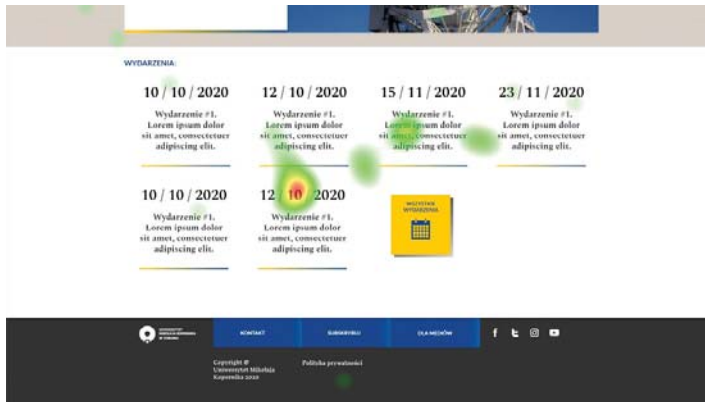 WYDARZENIA:
10 / 10 / 2020
Wydarzenie #1.
Lorem ipsum dolor
sit amet, consectetuer
adipiscing elit.
12 / 10 / 2020
Wydarzenie #1.
Lorem ipsum dolor
sit amet, consectetuer
adipiscing elit.
15 / 11 / 2020
Wydarzenie #1.
Lorem ipsum dolor
sit amet, consectetuer
adipiscing elit.
23 / 11 / 2020
Wydarzenie #1.
Lorem ipsum dolor
sit amet, consectetuer
adipiscing elit.
10 / 10 / 2020
Wydarzenie #1.
Lorem ipsum dolor
sit amet, consectetuer
adipiscing elit.
12 / 10 / 2020
Wydarzenie #1.
Lorem ipsum dolor
sit amet, consectetuer
adipiscing elit.
WSZYSTKIE
WYDARZENIA
UNIWERSYTET
MIKOŁAJA KOPERNIKA
W TORUNIU
KONTAKT
SUBSKRYBUJ
DLA MEDIÓW
Copyright @
Uniwersytet Mikołaja
Kopernika 2020
Polityka prywatności